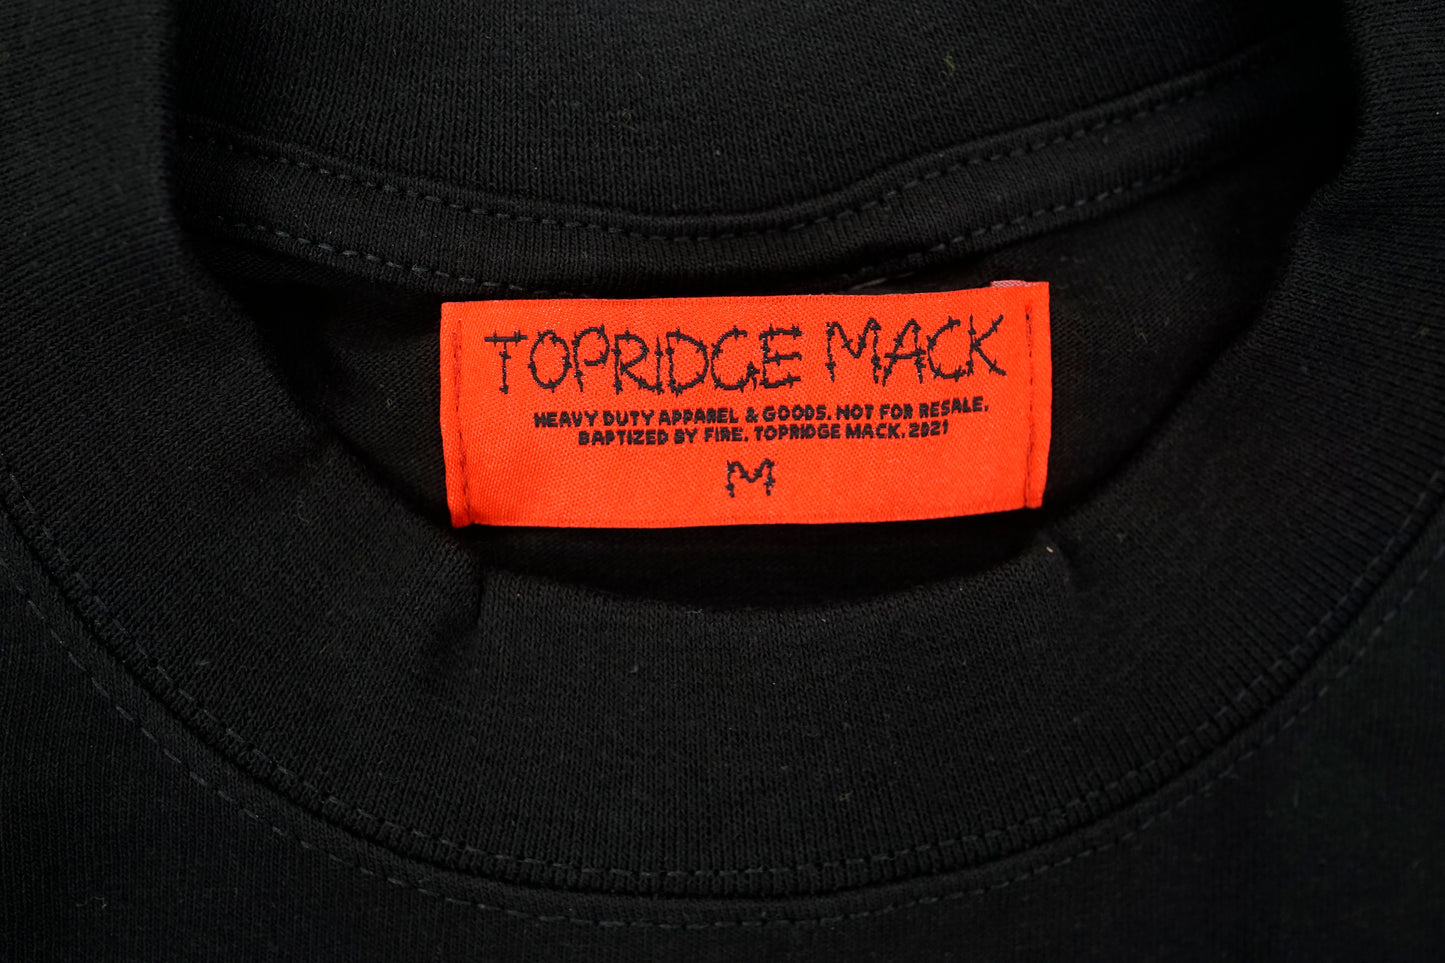 TOPRIDGE MACK
HEAVY DUTY APPAREL & GOODS. NOT FOR RESALE.
BAPTIZED BY FIRE. TOPRIDGE MACK. 2021
M